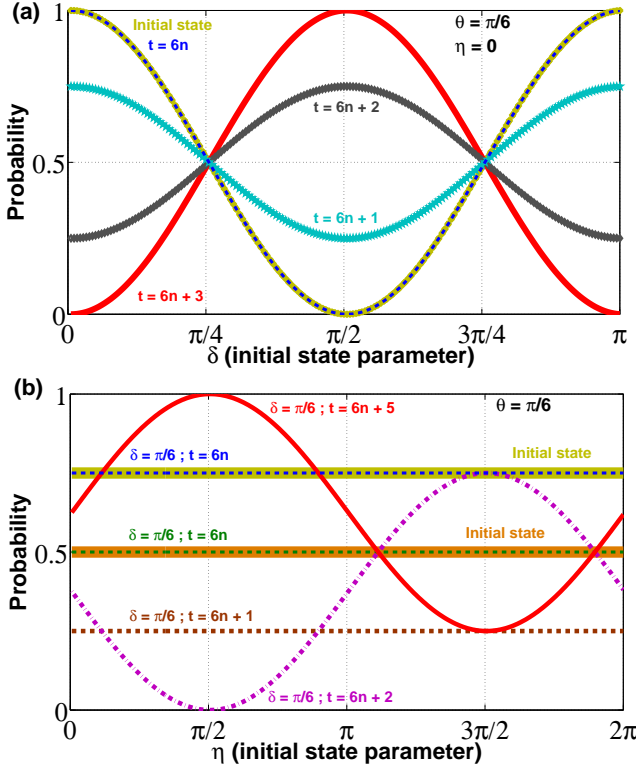 (a)
1
Initial state
t = 6n
θ = π/6
η = 0
t = 6n + 2
Probability
0.5
t = 6n + 1
t = 6n + 3
0
0 π/4 π/2 3π/4 π
δ (initial state parameter)
(b)
1
δ = π/6 ; t = 6n + 5
θ = π/6
δ = π/6 ; t = 6n
Initial state
Probability
δ = π/6 ; t = 6n
Initial state
0.5
δ = π/6 ; t = 6n + 1
δ = π/6 ; t = 6n + 2
0
0 π/2 π 3π/2 2π
η (initial state parameter)